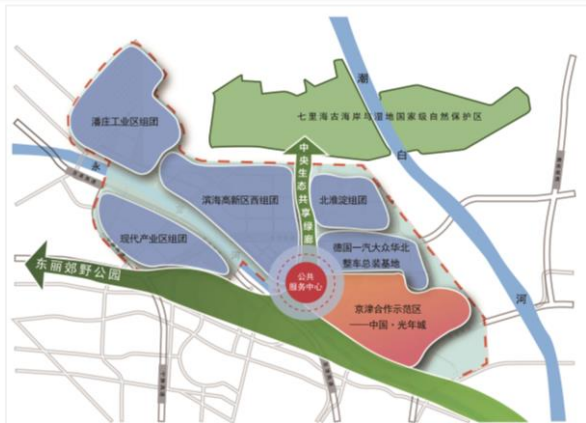 七里海古海岸与湿地国家级自然保护区
潮
白
河
潘庄工业区组团
永
中央生态共享绿廊
滨海高新区西组团
北淮淀组团
现代产业区组团
德国一汽大众华北
整车总装基地
东丽郊野公园
公共
服务中心
京津合作示范区
——中国·光年城